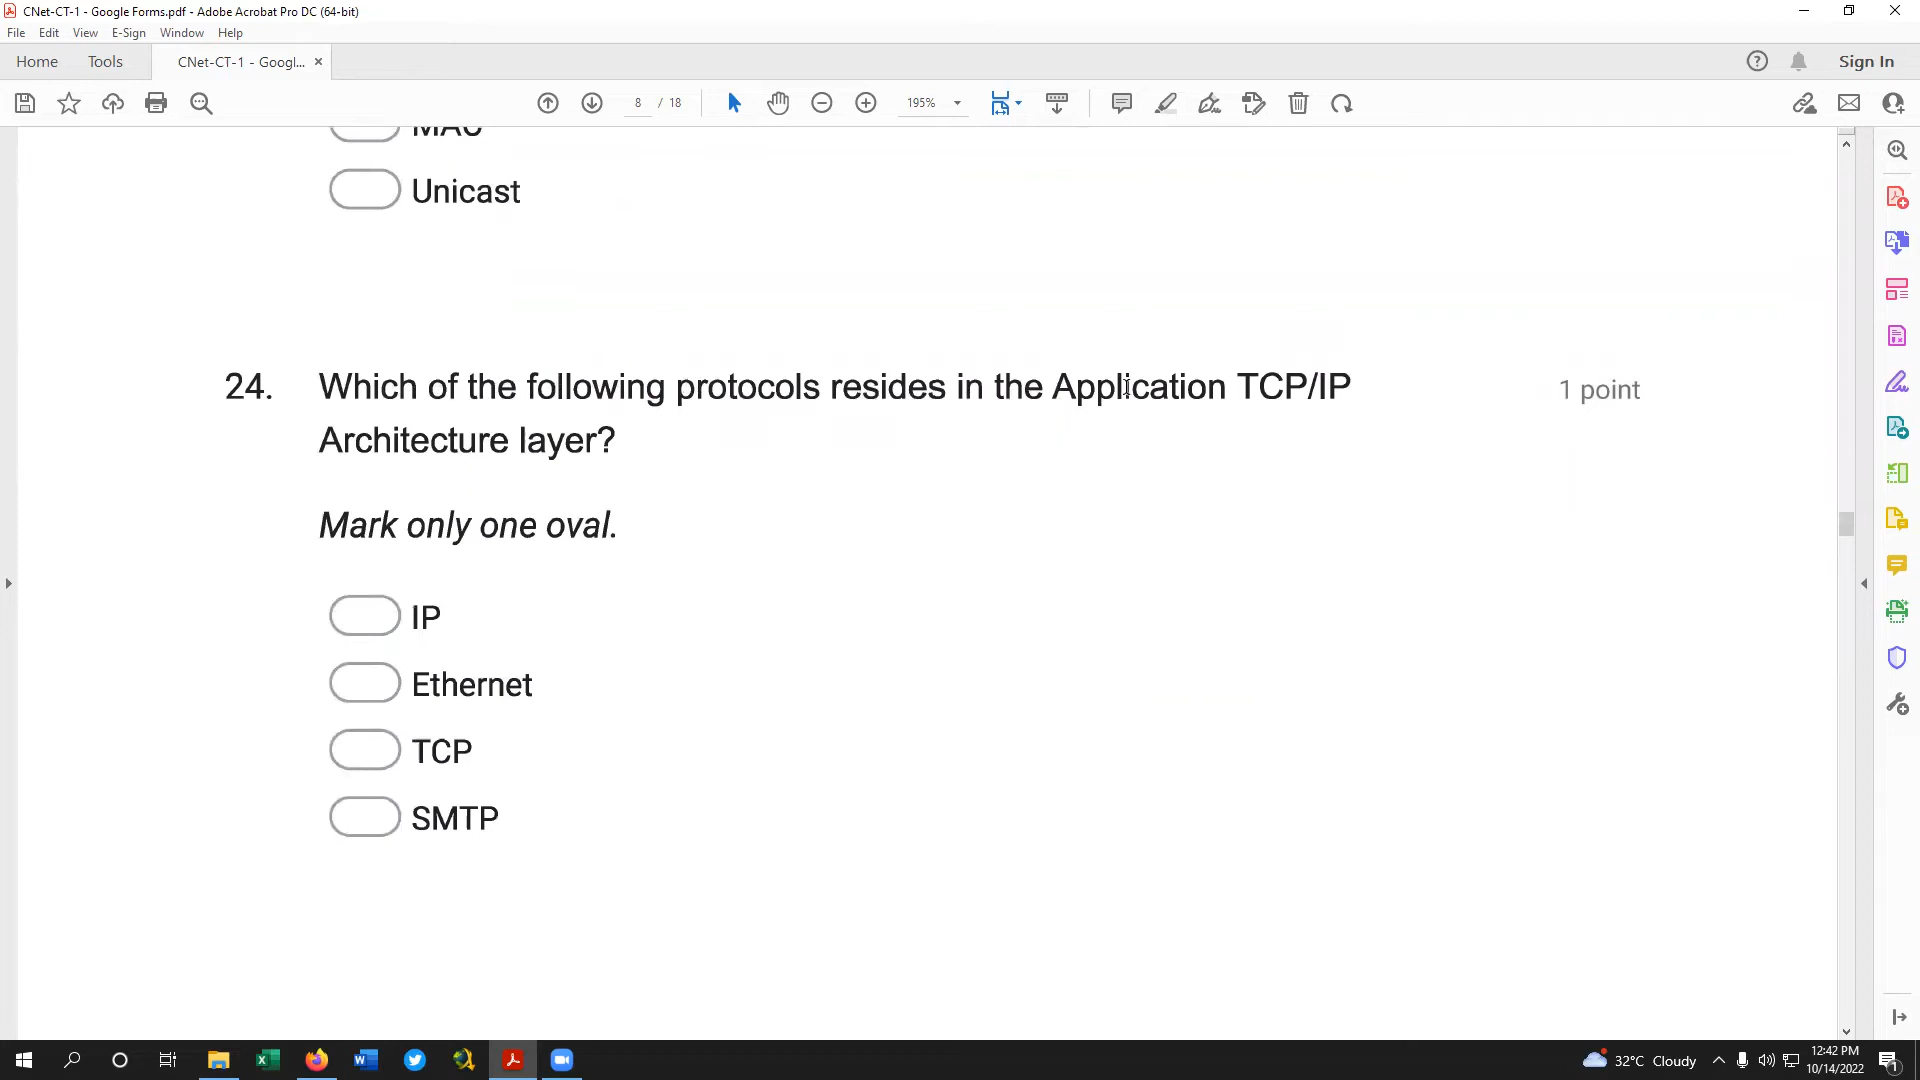 CNet-CT-1 - Google Forms.pdf - Adobe Acrobat Pro DC (64-bit)
File Edit View E-Sign Window Help
Home Tools CNet-CT-1 - Googl... × Sign In
8 / 18 195%
MAC
Unicast
24. Which of the following protocols resides in the Application TCP/IP 1 point
Architecture layer?
Mark only one oval.
IP
Ethernet
TCP
SMTP
32°C Cloudy
12:42 PM
10/14/2022
1